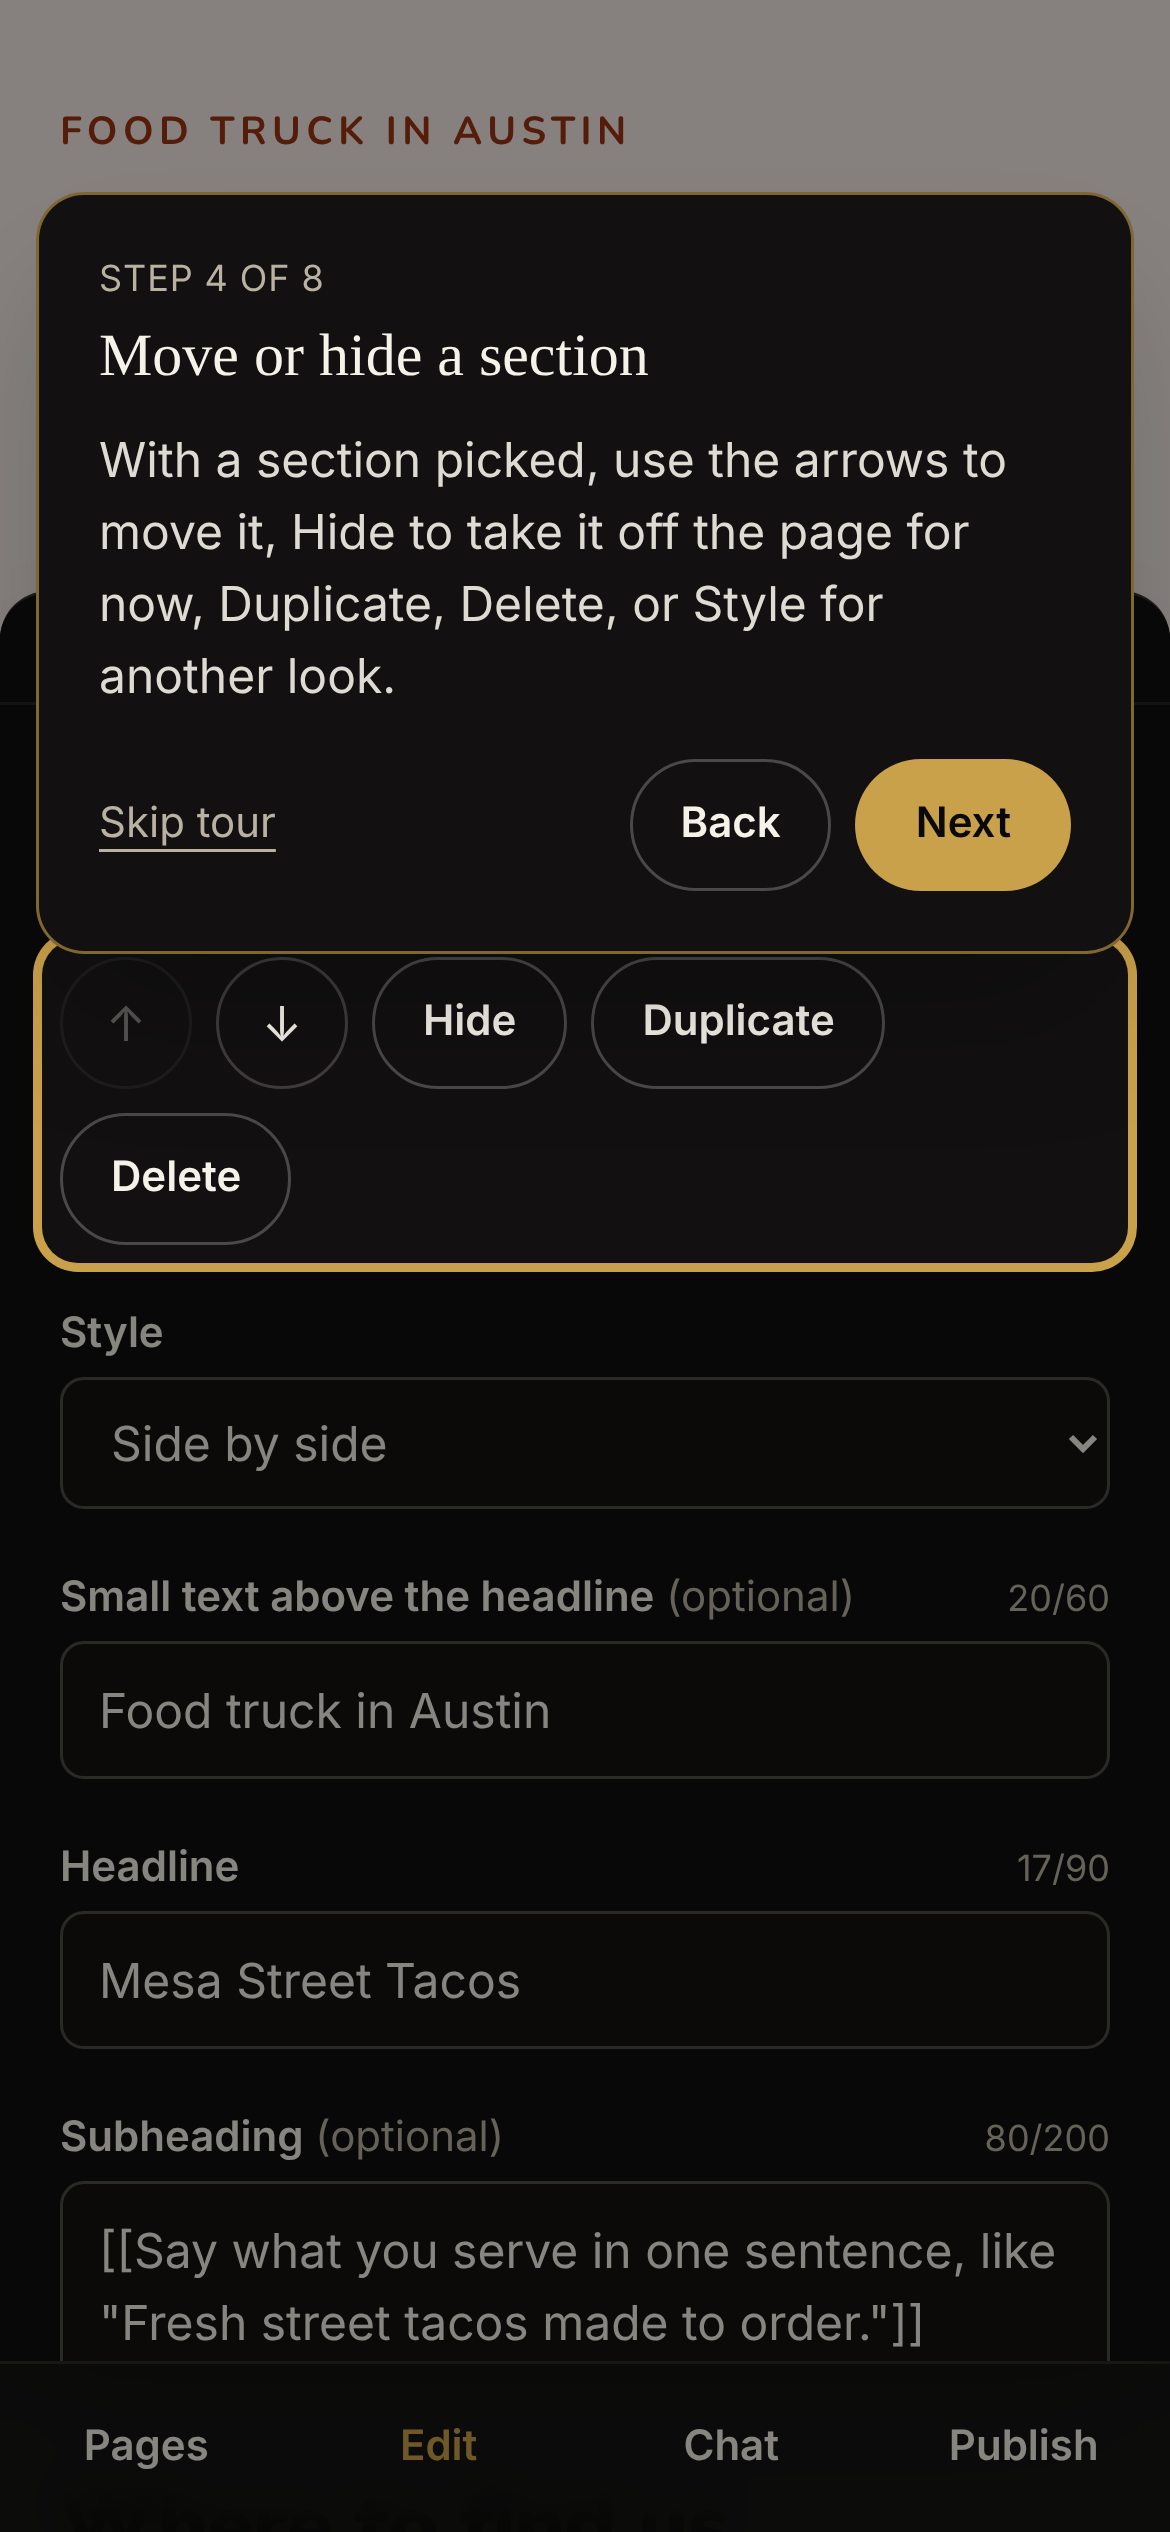 FOOD TRUCK IN AUSTIN
STEP 4 OF 8
Move or hide a section
With a section picked, use the arrows to
move it, Hide to take it off the page for
now, Duplicate, Delete, or Style for
another look.
Skip tour Back Next
↑ ↓ Hide Duplicate
Delete
Style
Side by side
Small text above the headline (optional) 20/60
Food truck in Austin
Headline 17/90
Mesa Street Tacos
Subheading (optional) 80/200
[[Say what you serve in one sentence, like
"Fresh street tacos made to order."]]
Pages Edit Chat Publish
Where to find us